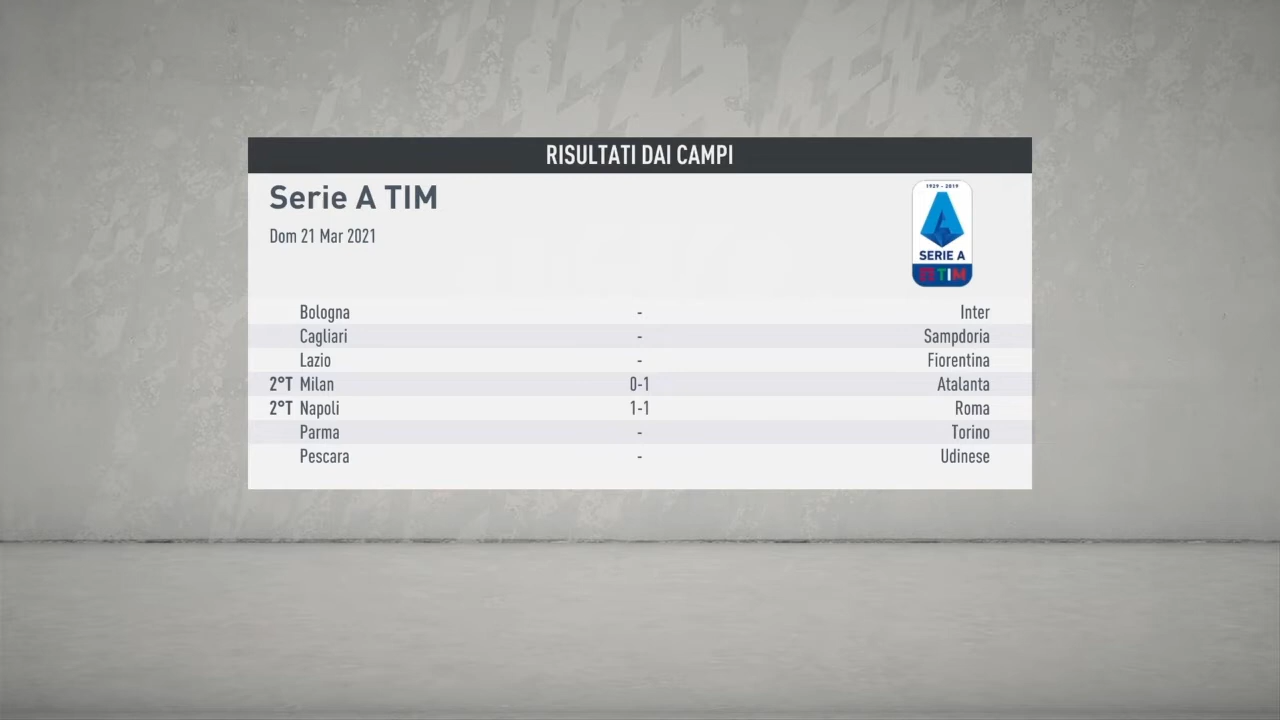 RISULTATI DAI CAMPI
Serie A TIM
Dom 21 Mar 2021
1929 - 2019
SERIE A
TIM
Bologna - Inter
Cagliari - Sampdoria
Lazio - Fiorentina
2°T Milan 0-1 Atalanta
2°T Napoli 1-1 Roma
Parma - Torino
Pescara - Udinese